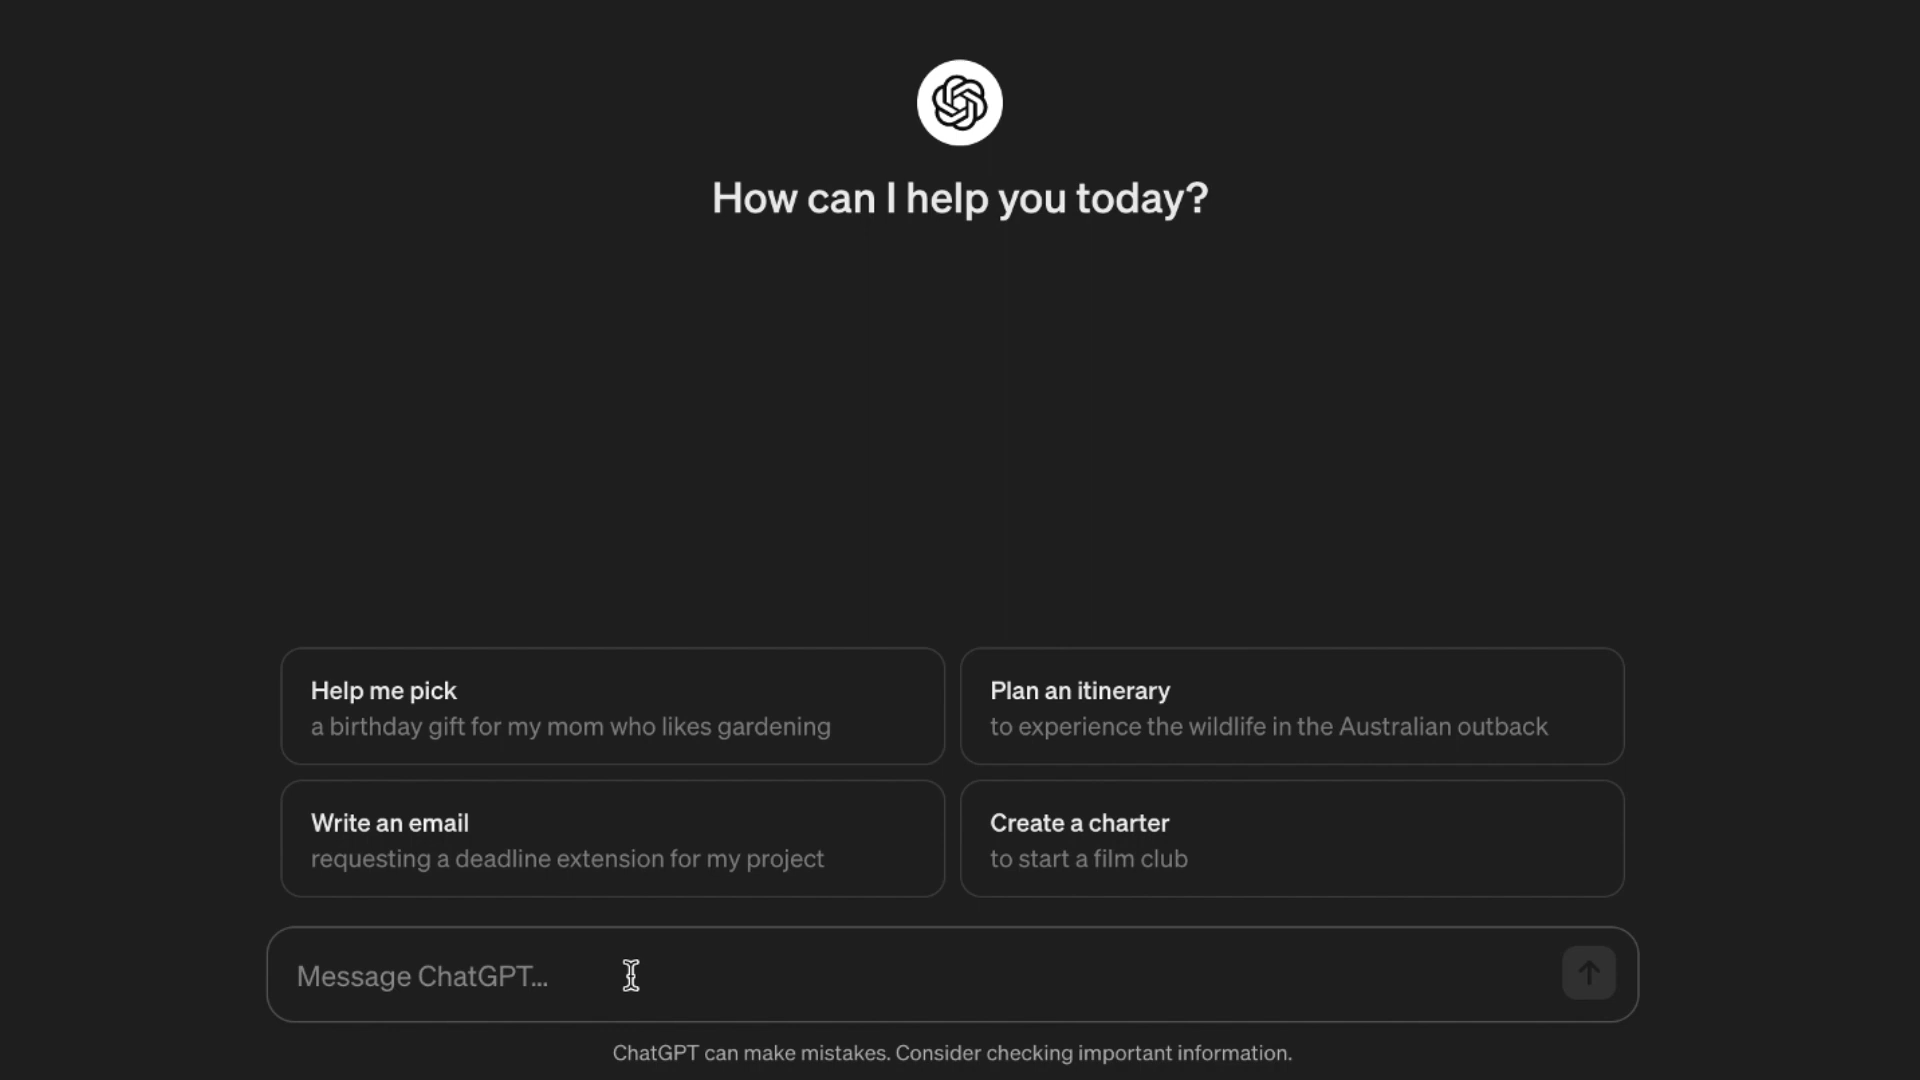 How can I help you today?
Help me pick
a birthday gift for my mom who likes gardening
Plan an itinerary
to experience the wildlife in the Australian outback
Write an email
requesting a deadline extension for my project
Create a charter
to start a film club
Message ChatGPT...
ChatGPT can make mistakes. Consider checking important information.